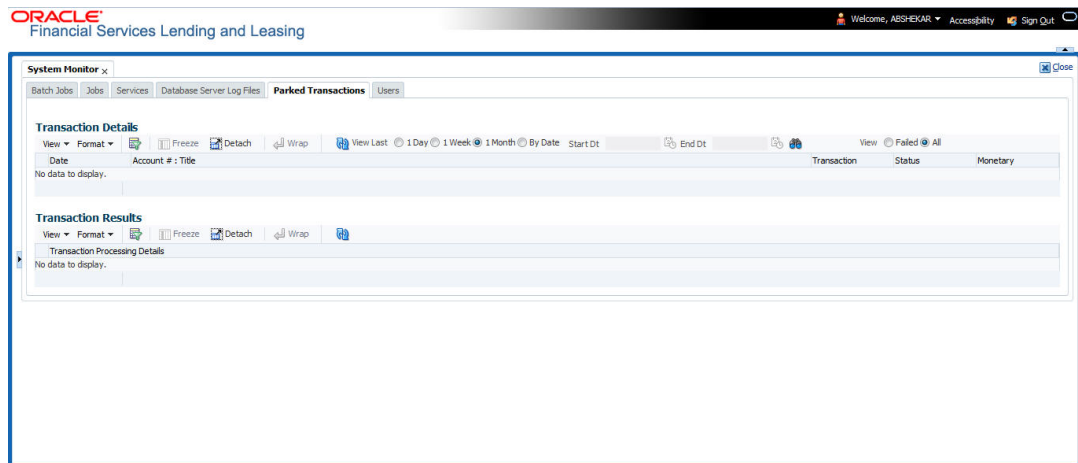 ORACLE®
Financial Services Lending and Leasing
Welcome, ABSHEKAR Accessibility Sign Out
System Monitor x
Close
Batch Jobs Jobs Services Database Server Log Files Parked Transactions Users
Transaction Details
View Format Freeze Detach Wrap View Last 1 Day 1 Week 1 Month By Date Start Dt End Dt View Failed All
Date Account # : Title Transaction Status Monetary
No data to display.
Transaction Results
View Format Freeze Detach Wrap
Transaction Processing Details
No data to display.